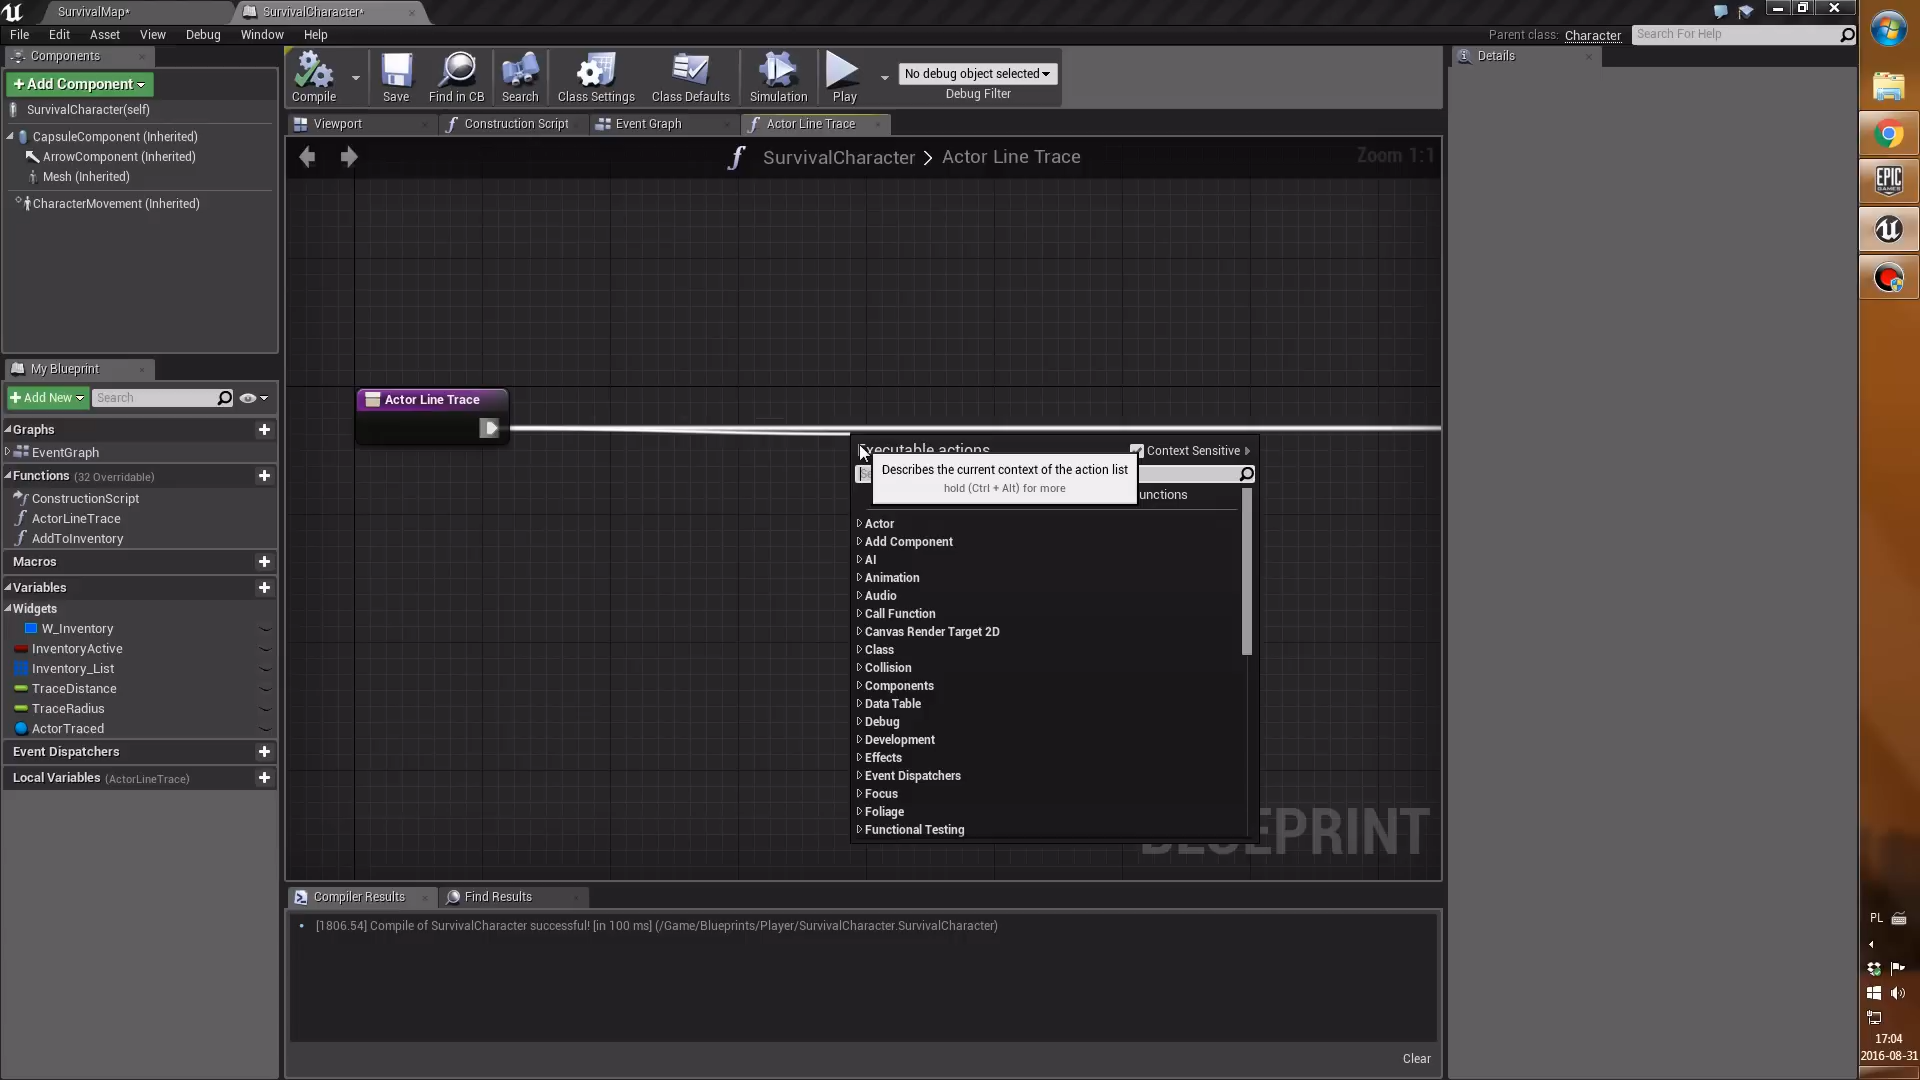 SurvivalMap*
SurvivalCharacter*
File Edit Asset View Debug Window Help
Parent class: Character
Search For Help
Components
+ Add Component
SurvivalCharacter(self)
CapsuleComponent (Inherited)
ArrowComponent (Inherited)
Mesh (Inherited)
CharacterMovement (Inherited)
Compile
Save
Find in CB
Search
Class Settings
Class Defaults
Simulation
Play
No debug object selected
Debug Filter
Details
Viewport
Construction Script
Event Graph
Actor Line Trace
SurvivalCharacter > Actor Line Trace
Zoom 1:1
My Blueprint
+ Add New
Search
Graphs
EventGraph
Functions (32 Overridable)
ConstructionScript
ActorLineTrace
AddToInventory
Macros
Variables
Widgets
W_Inventory
InventoryActive
Inventory_List
TraceDistance
TraceRadius
ActorTraced
Event Dispatchers
Local Variables (ActorLineTrace)
Actor Line Trace
Executable actions
Context Sensitive
Describes the current context of the action list
hold (Ctrl + Alt) for more
unctions
Actor
Add Component
AI
Animation
Audio
Call Function
Canvas Render Target 2D
Class
Collision
Components
Data Table
Debug
Development
Effects
Event Dispatchers
Focus
Foliage
Functional Testing
BLUEPRINT
Compiler Results
Find Results
[1806.54] Compile of SurvivalCharacter successful! [in 100 ms] (/Game/Blueprints/Player/SurvivalCharacter.SurvivalCharacter)
Clear
EPIC
GAMES
PL
17:04
2016-08-31